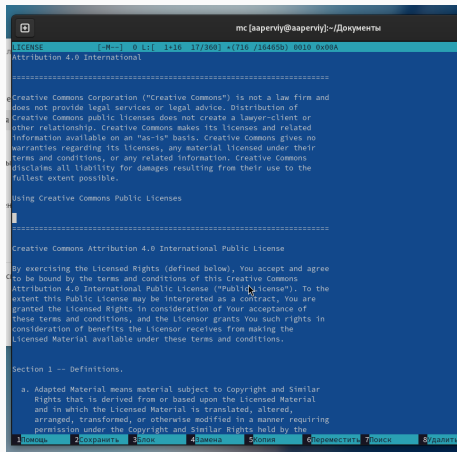 mc [aaperviy@aaperviy]:~/Документы
LICENSE [-M--] 0 L:[ 1+16 17/360] *(716 /16465b) 0010 0x00A
Attribution 4.0 International
=======================================================================
Creative Commons Corporation ("Creative Commons") is not a law firm and
does not provide legal services or legal advice. Distribution of
Creative Commons public licenses does not create a lawyer-client or
other relationship. Creative Commons makes its licenses and related
information available on an "as-is" basis. Creative Commons gives no
warranties regarding its licenses, any material licensed under their
terms and conditions, or any related information. Creative Commons
disclaims all liability for damages resulting from their use to the
fullest extent possible.
Using Creative Commons Public Licenses
=======================================================================
Creative Commons Attribution 4.0 International Public License
By exercising the Licensed Rights (defined below), You accept and agree
to be bound by the terms and conditions of this Creative Commons
Attribution 4.0 International Public License ("Public License"). To the
extent this Public License may be interpreted as a contract, You are
granted the Licensed Rights in consideration of Your acceptance of
these terms and conditions, and the Licensor grants You such rights in
consideration of benefits the Licensor receives from making the
Licensed Material available under these terms and conditions.
Section 1 -- Definitions.
a. Adapted Material means material subject to Copyright and Similar
Rights that is derived from or based upon the Licensed Material
and in which the Licensed Material is translated, altered,
arranged, transformed, or otherwise modified in a manner requiring
permission under the Copyright and Similar Rights held by the
1Помощь 2Сохранить 3Блок 4Замена 5Копия 6Переместить 7Поиск 8Удалить